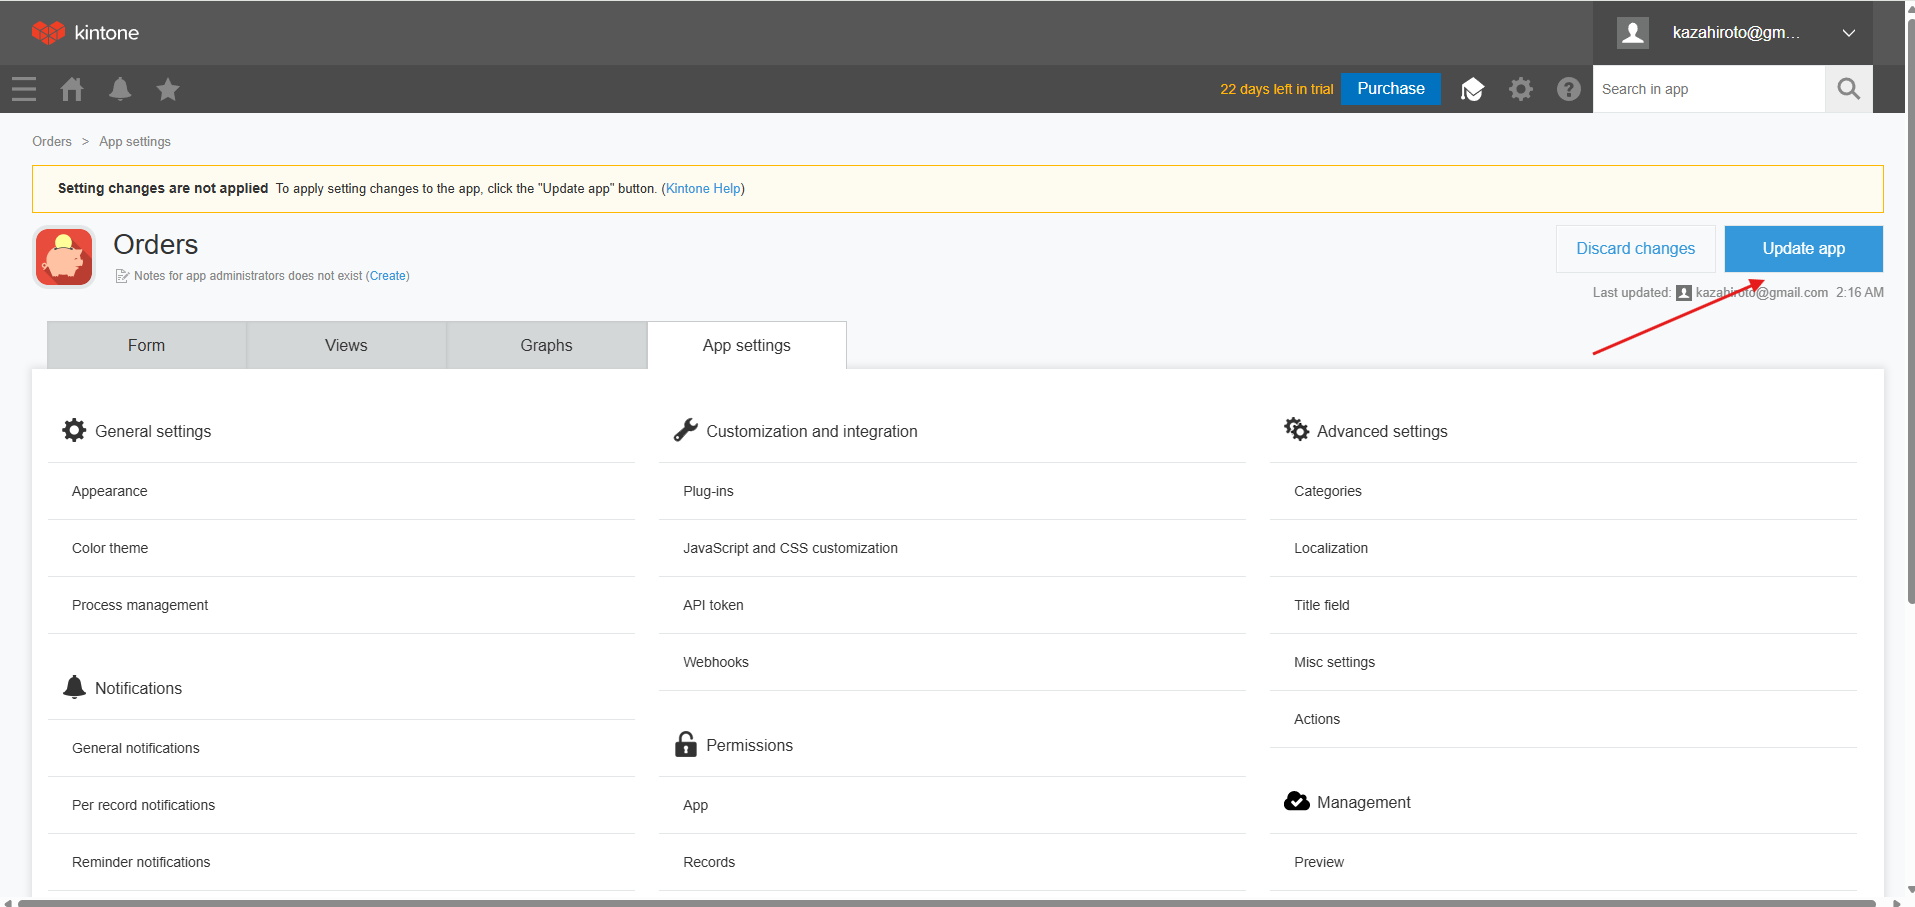 kintone
kazahiroto@gm...
22 days left in trial
Purchase
Search in app
Orders > App settings
Setting changes are not applied To apply setting changes to the app, click the "Update app" button. (Kintone Help)
Orders
Notes for app administrators does not exist (Create)
Discard changes
Update app
Last updated: kazahiroto@gmail.com 2:16 AM
Form
Views
Graphs
App settings
General settings
Appearance
Color theme
Process management
Notifications
General notifications
Per record notifications
Reminder notifications
Customization and integration
Plug-ins
JavaScript and CSS customization
API token
Webhooks
Permissions
App
Records
Advanced settings
Categories
Localization
Title field
Misc settings
Actions
Management
Preview